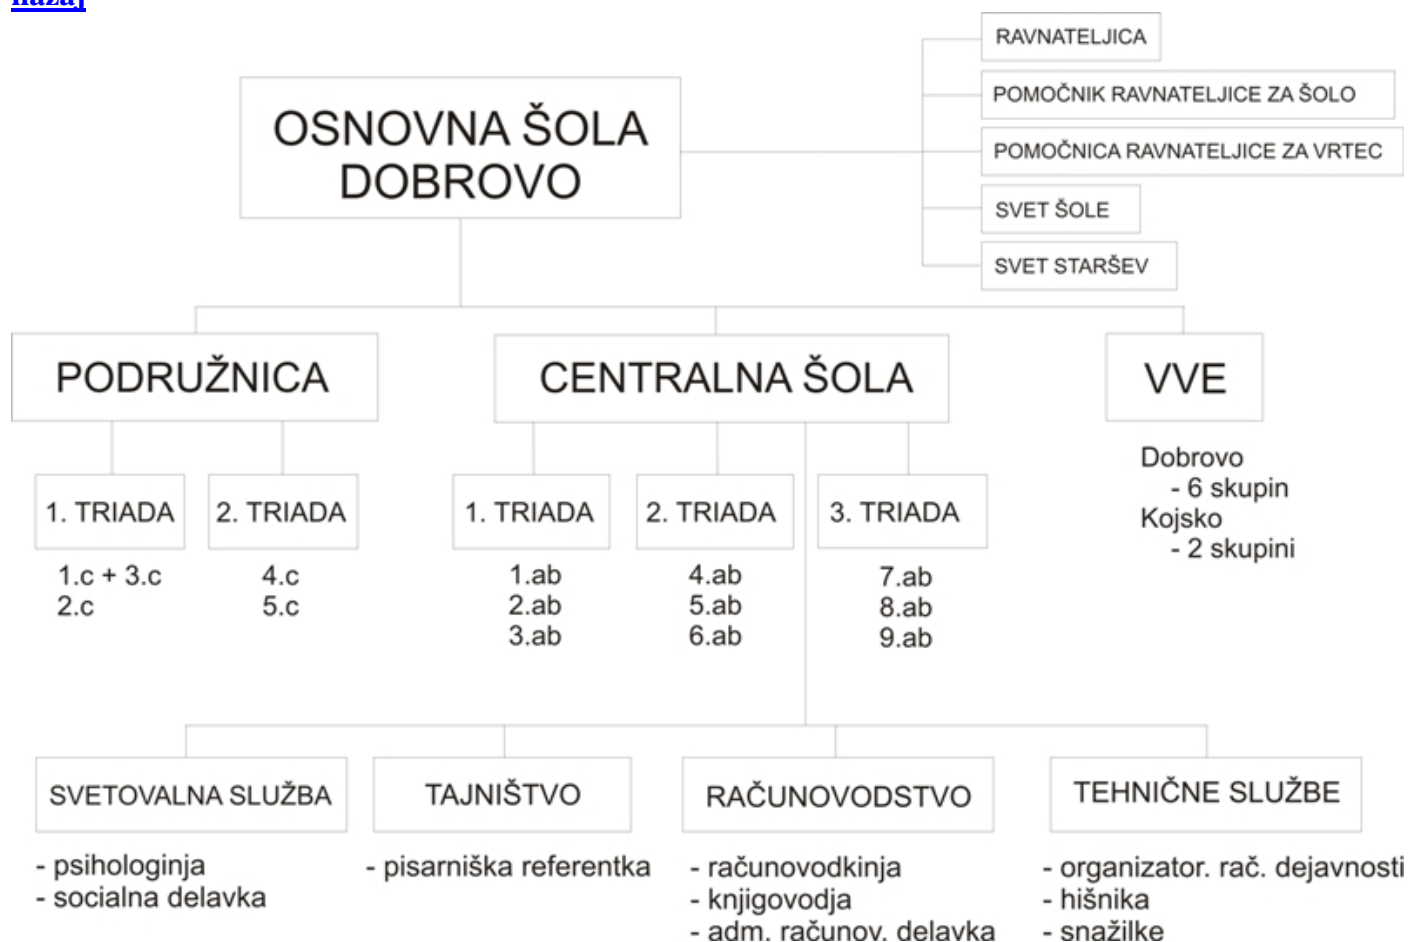 nazaj
RAVNATELJICA
POMOČNIK RAVNATELJICE ZA ŠOLO
POMOČNICA RAVNATELJICE ZA VRTEC
SVET ŠOLE
SVET STARŠEV
OSNOVNA ŠOLA
DOBROVO
PODRUŽNICA
CENTRALNA ŠOLA
VVE
1. TRIADA
2. TRIADA
1. TRIADA
2. TRIADA
3. TRIADA
1.c + 3.c
2.c
4.c
5.c
1.ab
2.ab
3.ab
4.ab
5.ab
6.ab
7.ab
8.ab
9.ab
Dobrovo
- 6 skupin
Kojsko
- 2 skupini
SVETOVALNA SLUŽBA
- psihologinja
- socialna delavka
TAJNIŠTVO
- pisarniška referentka
RAČUNOVODSTVO
- računovodkinja
- knjigovodja
- adm. računov. delavka
TEHNIČNE SLUŽBE
- organizator. rač. dejavnosti
- hišnika
- snažilke